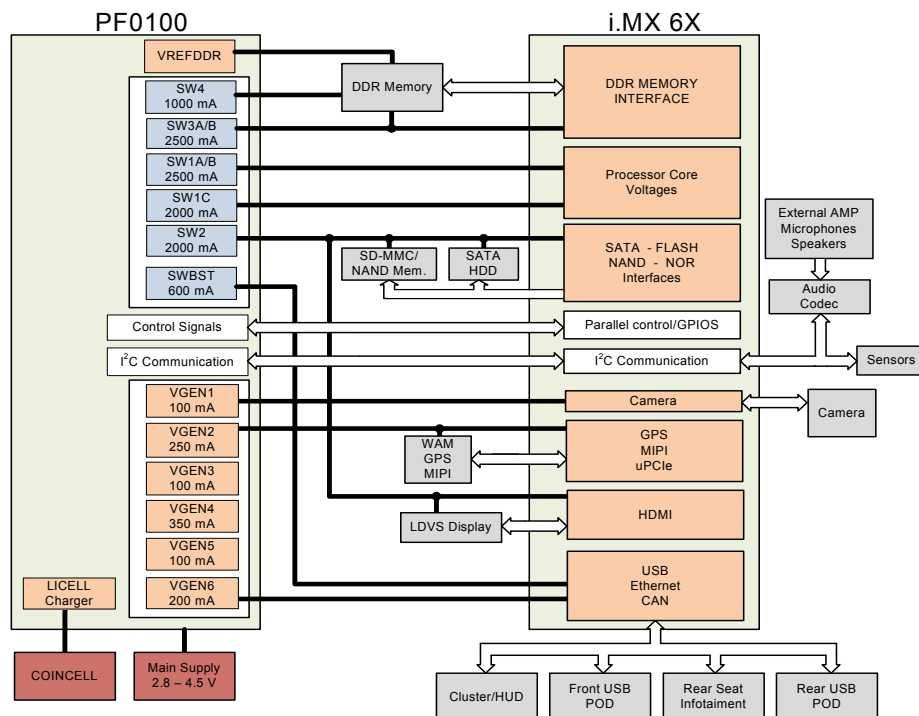 PF0100
i.MX 6X
VREFDDR
SW4
1000 mA
SW3A/B
2500 mA
SW1A/B
2500 mA
SW1C
2000 mA
SW2
2000 mA
SWBST
600 mA
Control Signals
I²C Communication
VGEN1
100 mA
VGEN2
250 mA
VGEN3
100 mA
VGEN4
350 mA
VGEN5
100 mA
VGEN6
200 mA
LICELL
Charger
COINCELL
Main Supply
2.8 – 4.5 V
DDR Memory
SD-MMC/
NAND Mem.
SATA
HDD
WAM
GPS
MIPI
LDVS Display
DDR MEMORY
INTERFACE
Processor Core
Voltages
SATA - FLASH
NAND - NOR
Interfaces
Parallel control/GPIOS
I²C Communication
Camera
GPS
MIPI
uPCIe
HDMI
USB
Ethernet
CAN
External AMP
Microphones
Speakers
Audio
Codec
Sensors
Camera
Cluster/HUD
Front USB
POD
Rear Seat
Infotaiment
Rear USB
POD